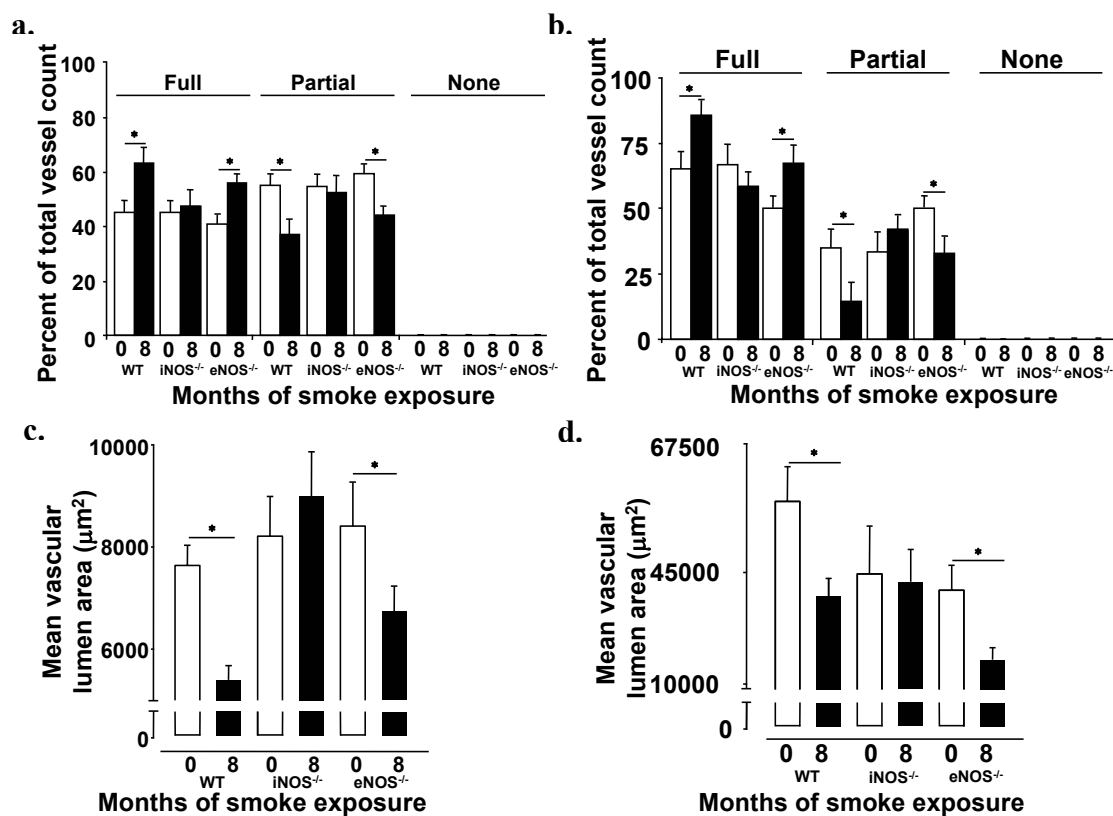 a.
Percent of total vessel count
100
80
60
40
20
0
Full Partial None
* * * *
0 8 0 8 0 8 0 8 0 8 0 8 0 8 0 8 0 8
WT iNOS-/- eNOS-/- WT iNOS-/- eNOS-/- WT iNOS-/- eNOS-/-
Months of smoke exposure
b.
Percent of total vessel count
100
75
50
25
0
Full Partial None
* * * *
0 8 0 8 0 8 0 8 0 8 0 8 0 8 0 8 0 8
WT iNOS-/- eNOS-/- WT iNOS-/- eNOS-/- WT iNOS-/- eNOS-/-
Months of smoke exposure
c.
Mean vascular
lumen area (μm²)
10000
8000
6000
0
* *
0 8 0 8 0 8
WT iNOS-/- eNOS-/-
Months of smoke exposure
d.
Mean vascular
lumen area (μm²)
67500
45000
10000
0
* *
0 8 0 8 0 8
WT iNOS-/- eNOS-/-
Months of smoke exposure